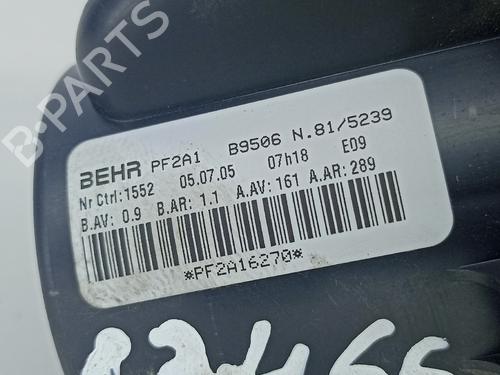 B-PARTS
BEHR PF2A1 B9506 N.81/5239
Nr Ctrl:1552 05.07.05 07h18 E09
B.AV: 0.9 B.AR: 1.1 A.AV: 161 A.AR: 289
*PF2A16270*